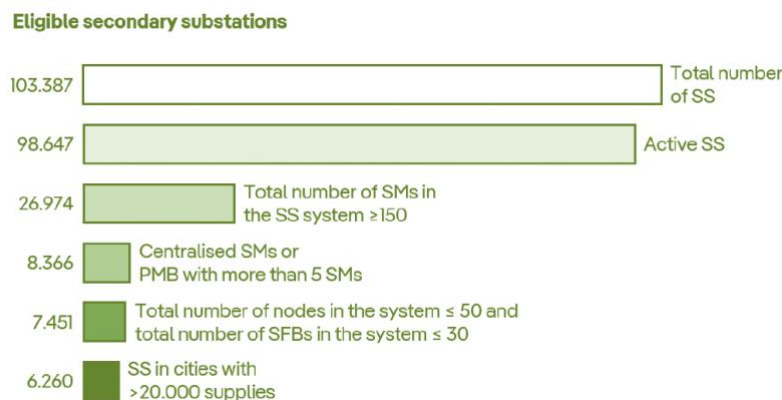 Eligible secondary substations
103.387
Total number
of SS
98.647
Active SS
26.974
Total number of SMs in
the SS system ≥150
8.366
Centralised SMs or
PMB with more than 5 SMs
7.451
Total number of nodes in the system ≤ 50 and
total number of SFBs in the system ≤ 30
6.260
SS in cities with
>20.000 supplies